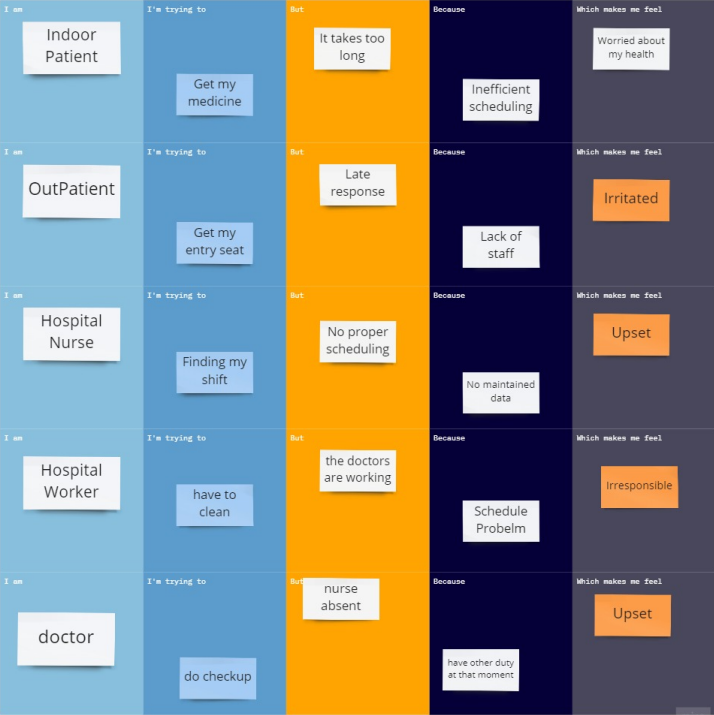 I am
Indoor
Patient
I'm trying to
Get my
medicine
But
It takes too
long
Because
Inefficient
scheduling
Which makes me feel
Worried about
my health
I am
OutPatient
I'm trying to
Get my
entry seat
But
Late
response
Because
Lack of
staff
Which makes me feel
Irritated
I am
Hospital
Nurse
I'm trying to
Finding my
shift
But
No proper
scheduling
Because
No maintained
data
Which makes me feel
Upset
I am
Hospital
Worker
I'm trying to
have to
clean
But
the doctors
are working
Because
Schedule
Probelm
Which makes me feel
Irresponsible
I am
doctor
I'm trying to
do checkup
But
nurse
absent
Because
have other duty
at that moment
Which makes me feel
Upset